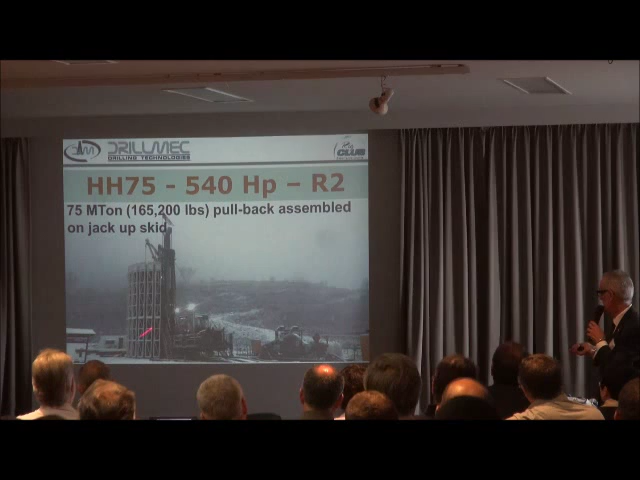 DRILLMEC
DRILLING TECHNOLOGIES
CLUB
HH75 - 540 Hp – R2
75 MTon (165,200 lbs) pull-back assembled
on jack up skid